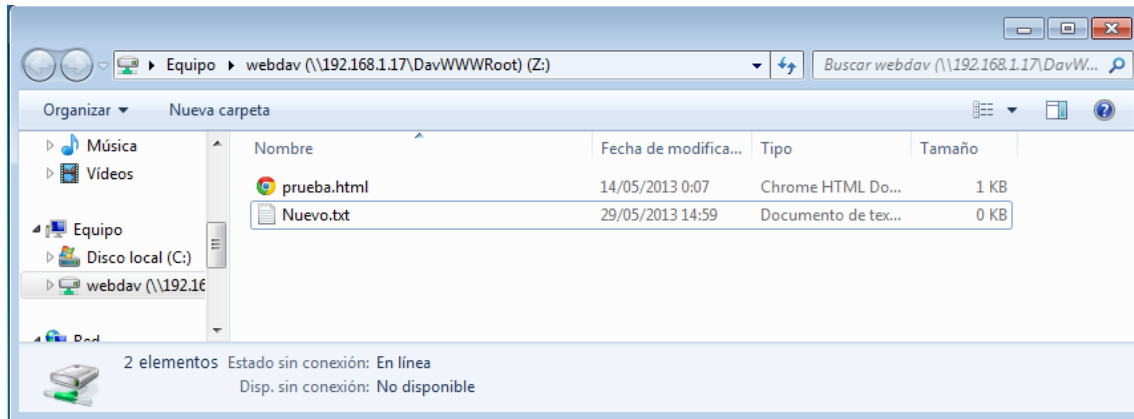 Equipo webdav (\\192.168.1.17\DavWWWRoot) (Z:) Buscar webdav (\\192.168.1.17\DavW...
Organizar Nueva carpeta
Música
Vídeos
Equipo
Disco local (C:)
webdav (\\192.16
Red
Nombre Fecha de modifica... Tipo Tamaño
prueba.html 14/05/2013 0:07 Chrome HTML Do... 1 KB
Nuevo.txt 29/05/2013 14:59 Documento de tex... 0 KB
2 elementos Estado sin conexión: En línea
Disp. sin conexión: No disponible